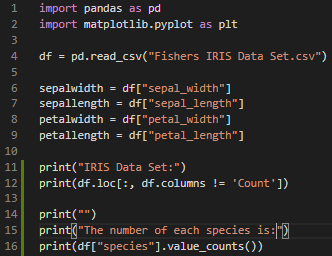 1 import pandas as pd
2 import matplotlib.pyplot as plt
3
4 df = pd.read_csv("Fishers IRIS Data Set.csv")
5
6 sepalwidth = df["sepal_width"]
7 sepallength = df["sepal_length"]
8 petalwidth = df["petal_width"]
9 petallength = df["petal_length"]
10
11 print("IRIS Data Set:")
12 print(df.loc[:, df.columns != 'Count'])
13
14 print("")
15 print("The number of each species is:")
16 print(df["species"].value_counts())